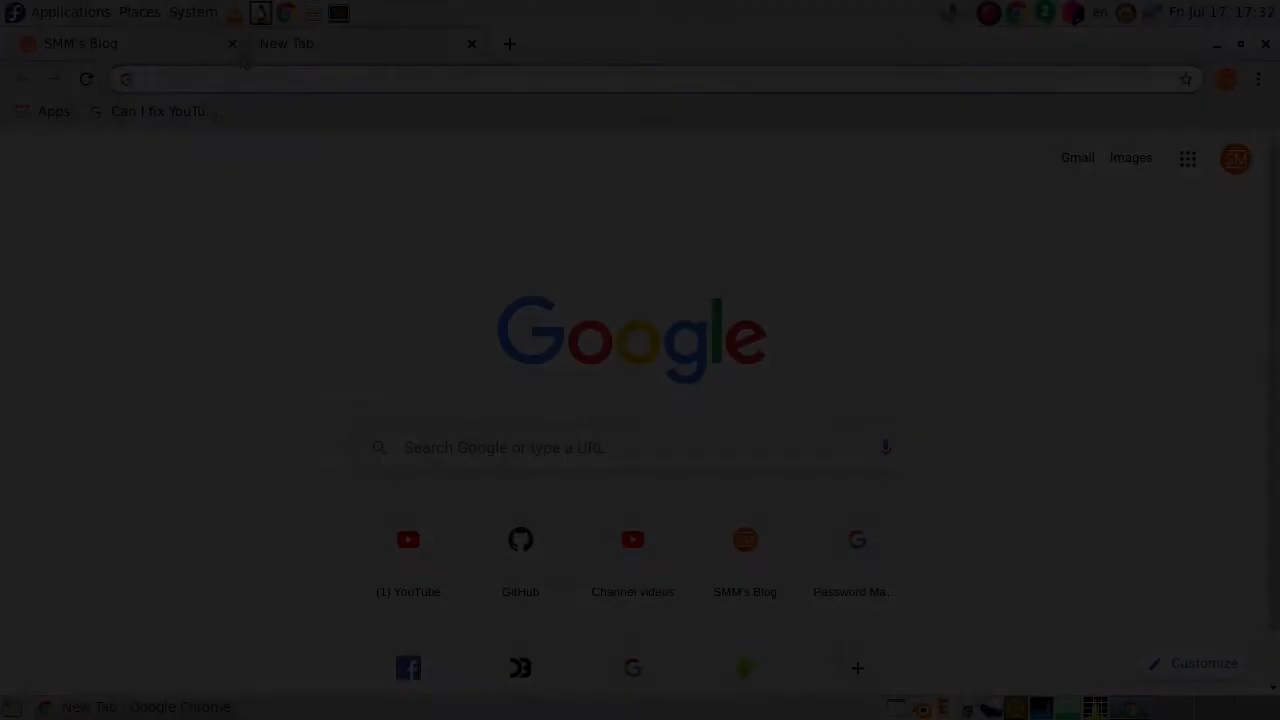 Applications Places System en Fri Jul 17, 17:32
SMM's Blog New Tab
Apps Can I fix YouTu...
Gmail Images SM
Google
Search Google or type a URL
SM
(1) YouTube GitHub Channel videos SMM's Blog Password Ma...
Customize
New Tab - Google Chrome